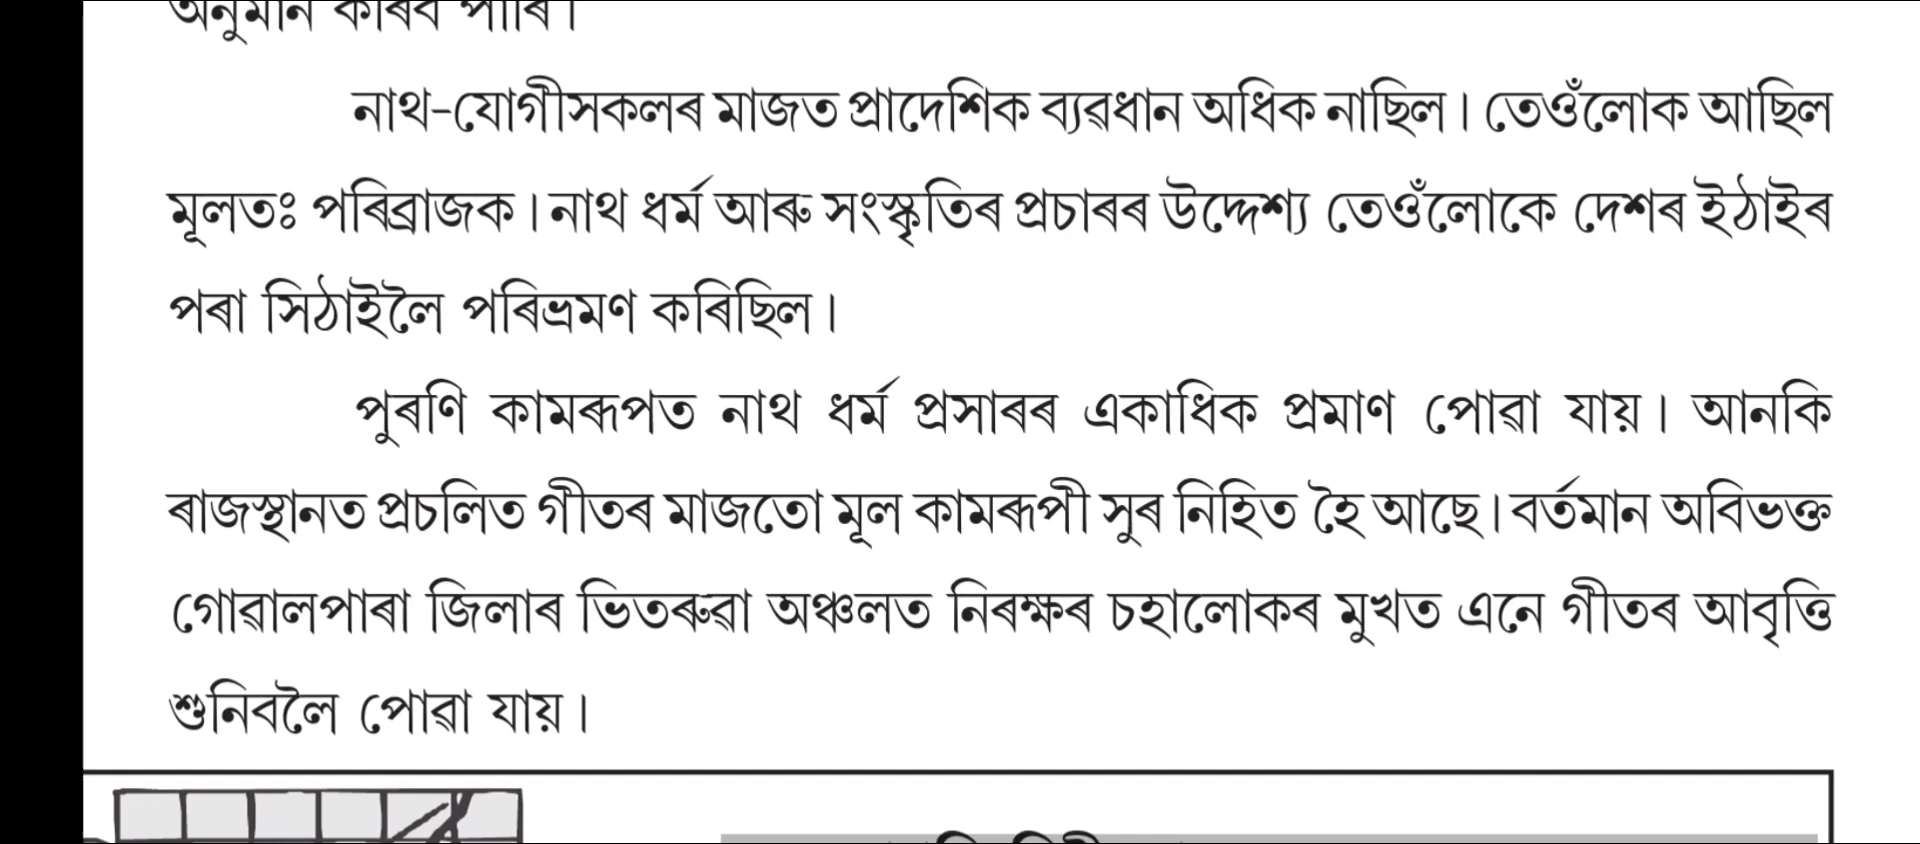 অনুমান কৰিব পাৰি।
নাথ-যোগীসকলৰ মাজত প্ৰাদেশিক ব্যৱধান অধিক নাছিল। তেওঁলোক আছিল
মূলতঃ পৰিব্ৰাজক। নাথ ধৰ্ম আৰু সংস্কৃতিৰ প্ৰচাৰৰ উদ্দেশ্য তেওঁলোকে দেশৰ ইঠাইৰ
পৰা সিঠাইলৈ পৰিভ্ৰমণ কৰিছিল।
পুৰণি কামৰূপত নাথ ধৰ্ম প্ৰসাৰৰ একাধিক প্ৰমাণ পোৱা যায়। আনকি
ৰাজস্থানত প্ৰচলিত গীতৰ মাজতো মূল কামৰূপী সুৰ নিহিত হৈ আছে। বৰ্তমান অবিভক্ত
গোৱালপাৰা জিলাৰ ভিতৰুৱা অঞ্চলত নিৰক্ষৰ চহালোকৰ মুখত এনে গীতৰ আবৃত্তি
শুনিবলৈ পোৱা যায়।